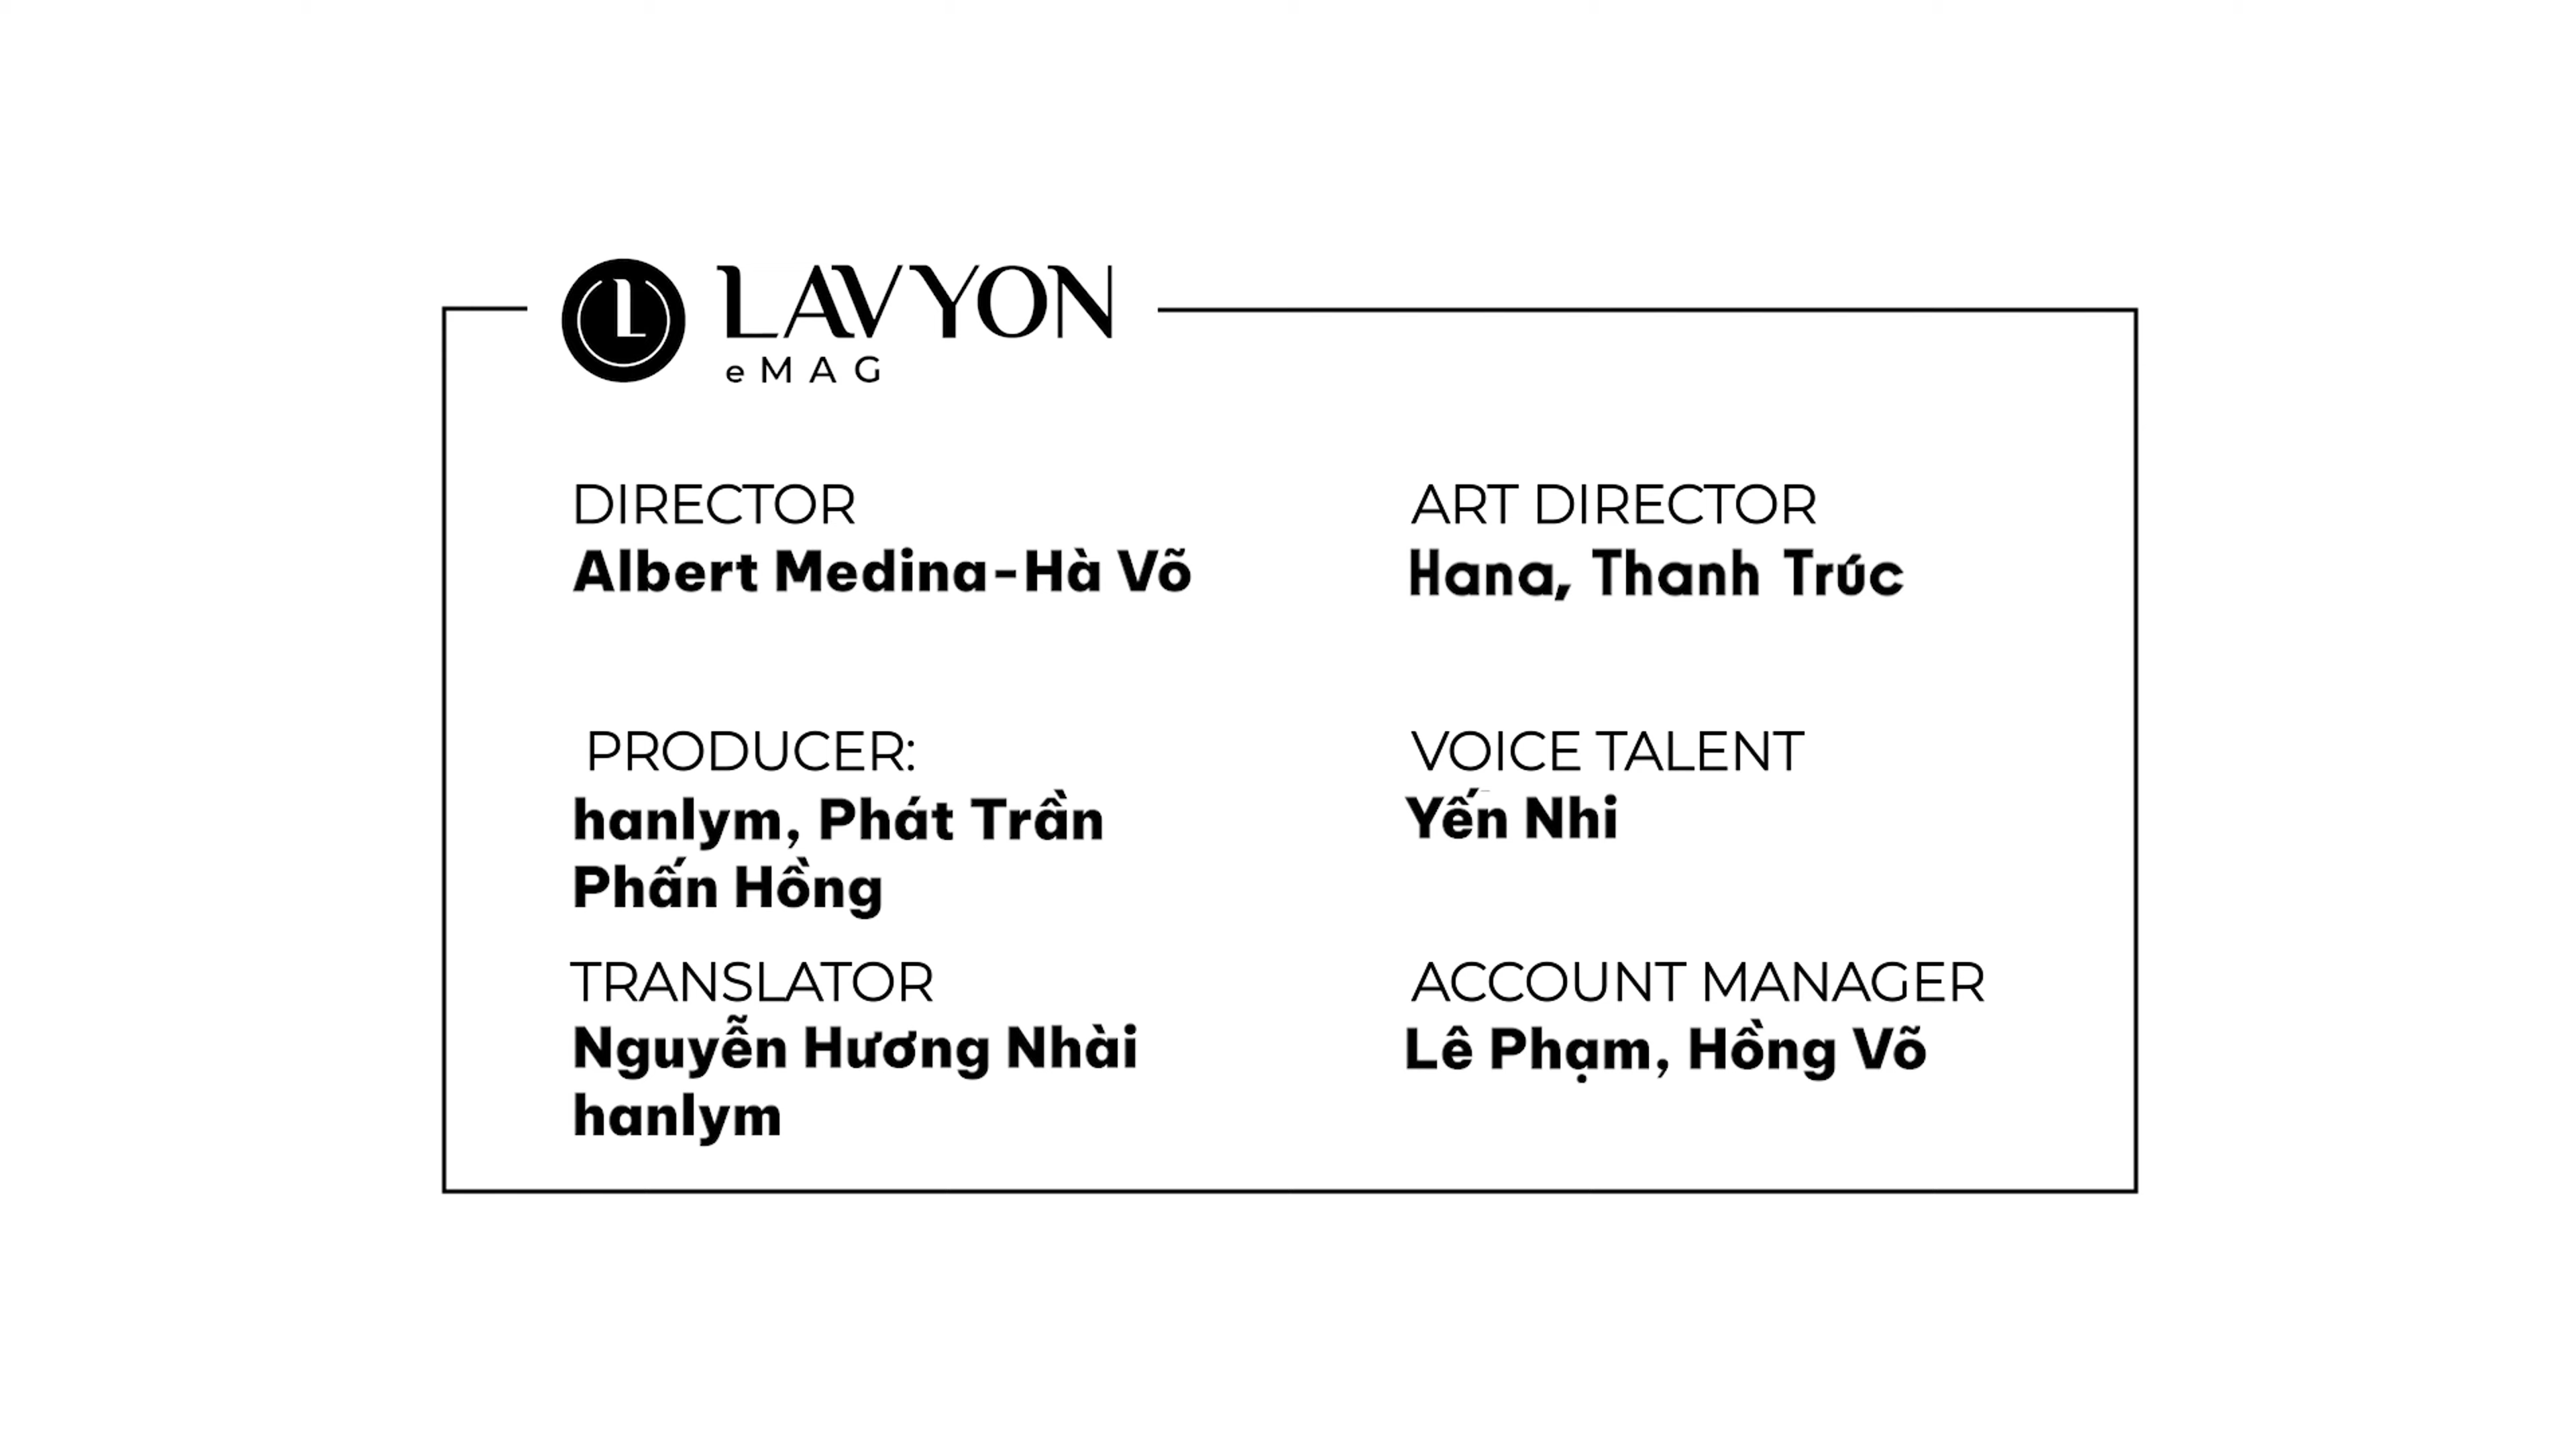 L LAVYON
eMAG
DIRECTOR
Albert Medina-Hà Võ
ART DIRECTOR
Hana, Thanh Trúc
PRODUCER:
hanlym, Phát Trần
Phấn Hồng
VOICE TALENT
Yến Nhi
TRANSLATOR
Nguyễn Hương Nhài
hanlym
ACCOUNT MANAGER
Lê Phạm, Hồng Võ